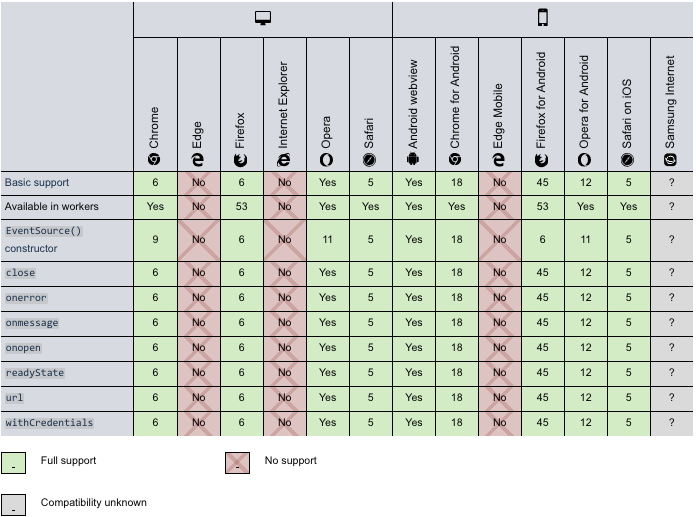 Chrome Edge Firefox Internet Explorer Opera Safari Android webview Chrome for Android Edge Mobile Firefox for Android Opera for Android Safari on iOS Samsung Internet
Basic support 6 No 6 No Yes 5 Yes 18 No 45 12 5 ?
Available in workers Yes No 53 No Yes Yes Yes Yes No 53 Yes Yes ?
EventSource() constructor 9 No 6 No 11 5 Yes 18 No 6 11 5 ?
close 6 No 6 No Yes 5 Yes 18 No 45 12 5 ?
onerror 6 No 6 No Yes 5 Yes 18 No 45 12 5 ?
onmessage 6 No 6 No Yes 5 Yes 18 No 45 12 5 ?
onopen 6 No 6 No Yes 5 Yes 18 No 45 12 5 ?
readyState 6 No 6 No Yes 5 Yes 18 No 45 12 5 ?
url 6 No 6 No Yes 5 Yes 18 No 45 12 5 ?
withCredentials 6 No 6 No Yes 5 Yes 18 No 45 12 5 ?
Full support No support
Compatibility unknown